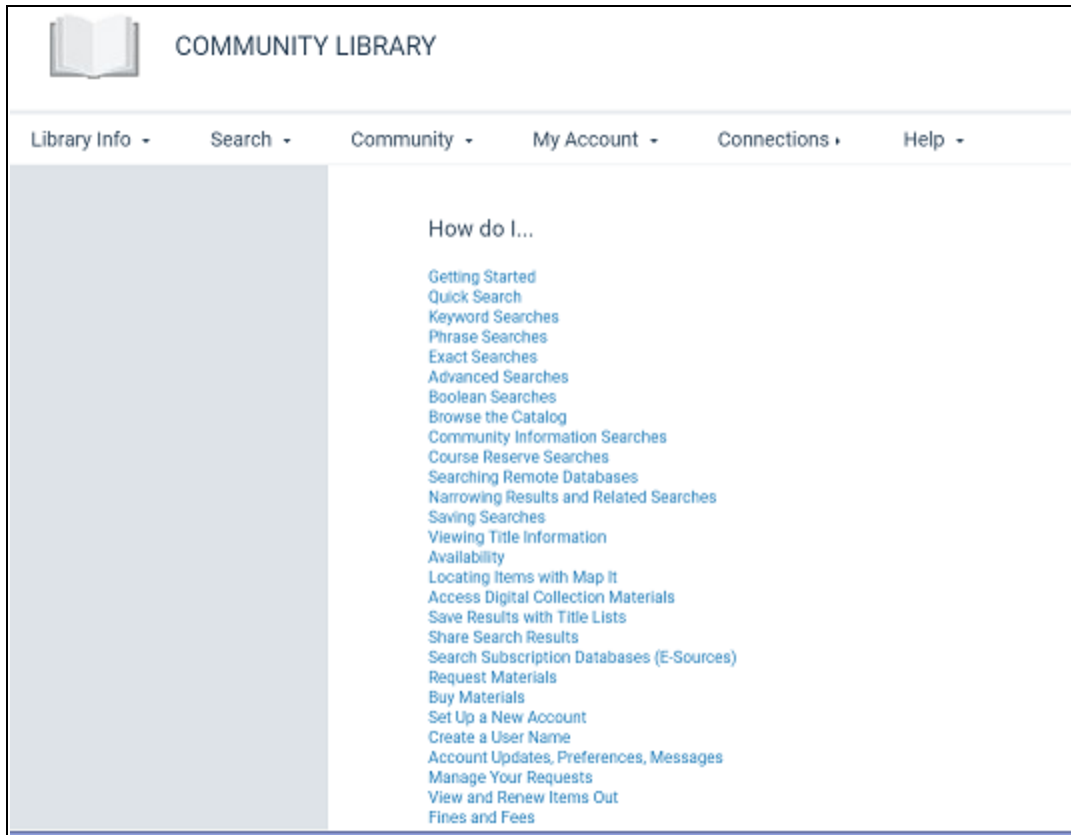 COMMUNITY LIBRARY
Library Info Search Community My Account Connections Help
How do I...
Getting Started
Quick Search
Keyword Searches
Phrase Searches
Exact Searches
Advanced Searches
Boolean Searches
Browse the Catalog
Community Information Searches
Course Reserve Searches
Searching Remote Databases
Narrowing Results and Related Searches
Saving Searches
Viewing Title Information
Availability
Locating Items with Map It
Access Digital Collection Materials
Save Results with Title Lists
Share Search Results
Search Subscription Databases (E-Sources)
Request Materials
Buy Materials
Set Up a New Account
Create a User Name
Account Updates, Preferences, Messages
Manage Your Requests
View and Renew Items Out
Fines and Fees